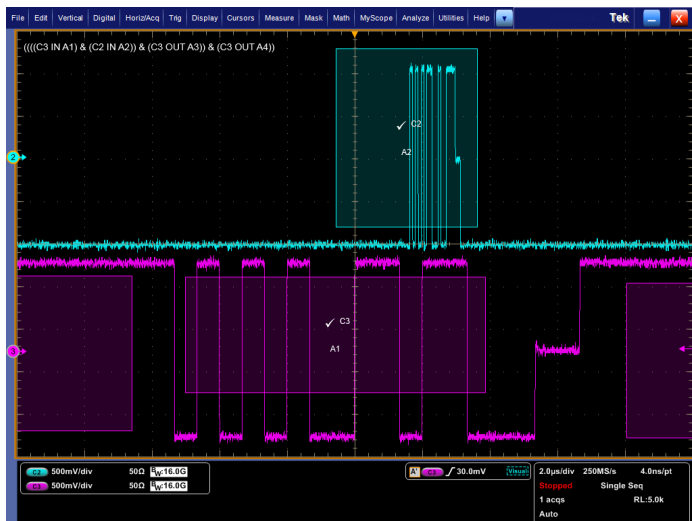 File Edit Vertical Digital Horiz/Acq Trig Display Cursors Measure Mask Math MyScope Analyze Utilities Help Tek X
((((C3 IN A1) & (C2 IN A2)) & (C3 OUT A3)) & (C3 OUT A4))
C2
A2
2
C3
A1
3
C2 500mV/div 50Ω BW:16.0G
C3 500mV/div 50Ω BW:16.0G
A' C3 30.0mV Visual
2.0µs/div 250MS/s 4.0ns/pt
Stopped Single Seq
1 acqs RL:5.0k
Auto